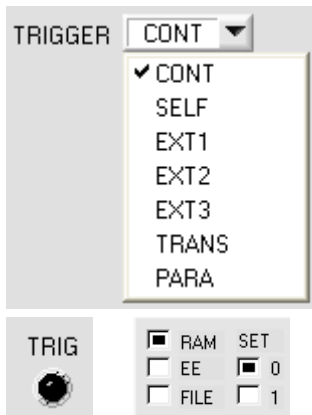 TRIGGER CONT
CONT
SELF
EXT1
EXT2
EXT3
TRANS
PARA
TRIG
RAM SET
EE 0
FILE 1